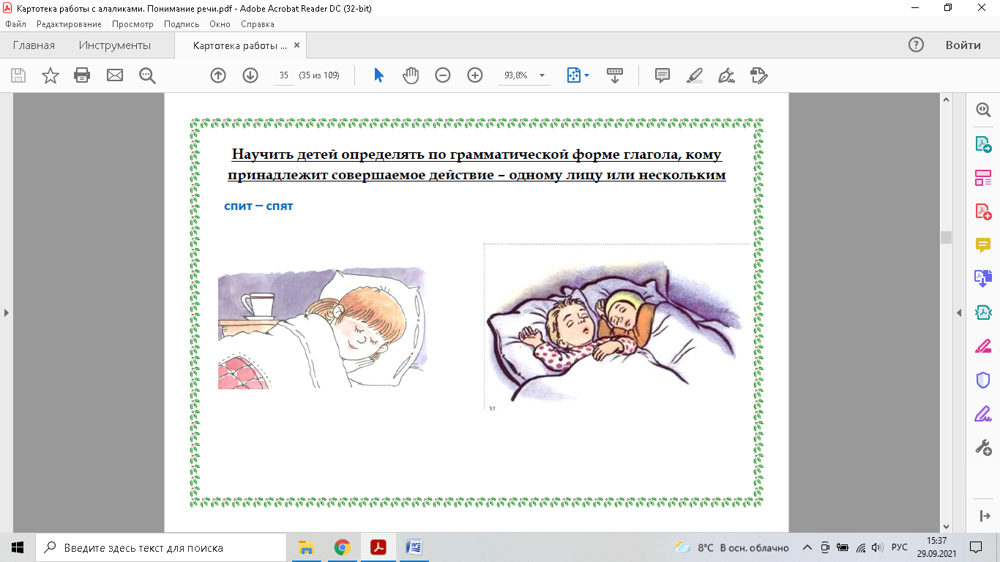 Картотека работы с алаликами. Понимание речи.pdf - Adobe Acrobat Reader DC (32-bit)
Файл Редактирование Просмотр Подпись Окно Справка
Главная Инструменты Картотека работы ... × Войти
35 (35 из 109) 93,8%
Научить детей определять по грамматической форме глагола, кому
принадлежит совершаемое действие – одному лицу или нескольким
спит – спят
Введите здесь текст для поиска
8°C В осн. облачно
РУС
15:37
29.09.2021